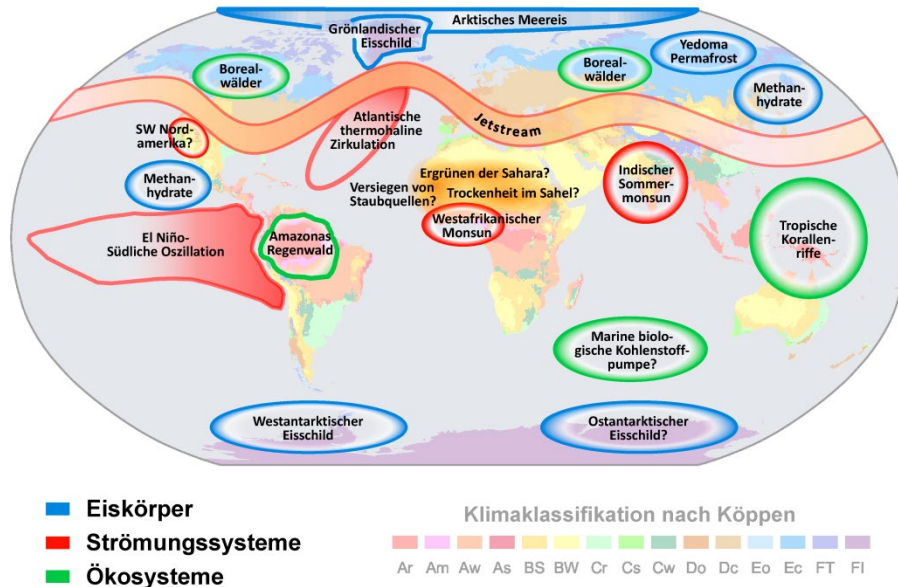 Arktisches Meereis
Grönlandischer
Eisschild
Yedoma
Permafrost
Boreal-
wälder
Boreal-
wälder
Methan-
hydrate
Jetstream
Atlantische
thermohaline
Zirkulation
SW Nord-
amerika?
Methan-
hydrate
Ergrünen der Sahara?
Versiegen von
Staubquellen?
Trockenheit im Sahel?
Indischer
Sommer-
monsun
Westafrikanischer
Monsun
El Niño-
Südliche Oszillation
Amazonas
Regenwald
Tropische
Korallen-
riffe
Marine biolo-
gische Kohlenstoff-
pumpe?
Westantarktischer
Eisschild
Ostantarktischer
Eisschild?
Eiskörper
Strömungssysteme
Ökosysteme
Klimaklassifikation nach Köppen
Ar Am Aw As BS BW Cr Cs Cw Do Dc Eo Ec FT FI